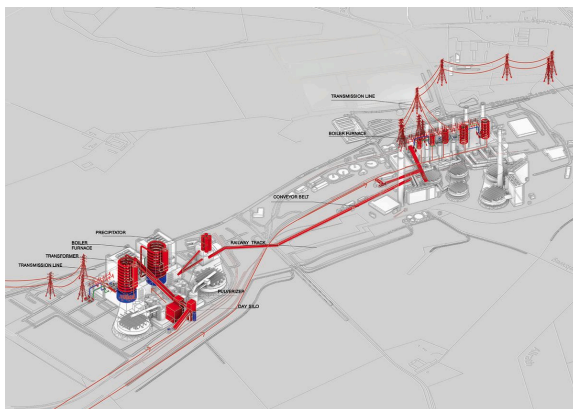 TRANSMISSION LINE
BOILER FURNACE
CONVEYOR BELT
PRECIPITATOR
BOILER
FURNACE
RAILWAY TRACK
TRANSFORMER
TRANSMISSION LINE
PULVERIZER
DAY SILO